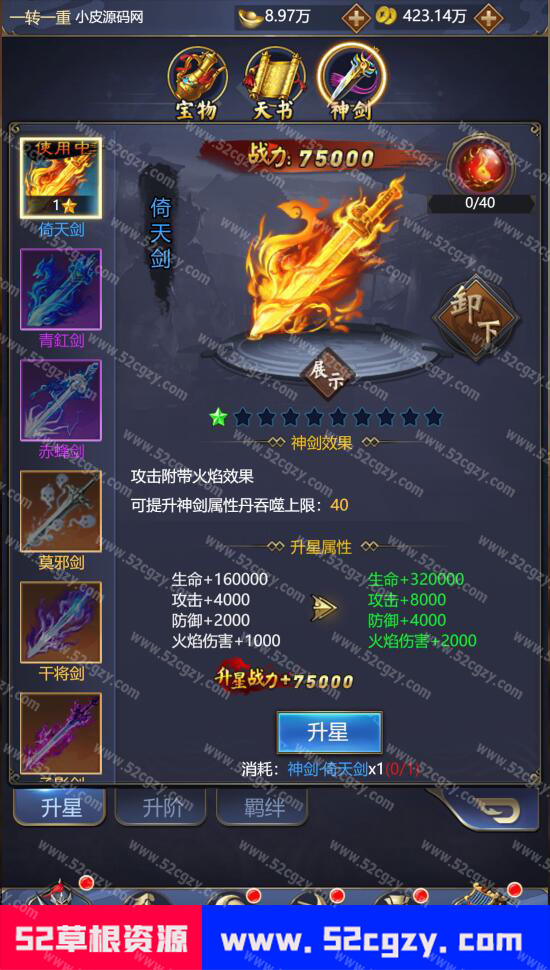 一转一重 小皮源码网 8.97万 423.14万
宝物 天书 神剑
使用中
战力:75000
1
0/40
倚天剑
倚天剑
青釭剑
卸下
展示
赤蜂剑
神剑效果
攻击附带火焰效果
可提升神剑属性丹吞噬上限：40
莫邪剑
升星属性
生命+160000 生命+320000
攻击+4000 攻击+8000
防御+2000 防御+4000
火焰伤害+1000 火焰伤害+2000
干将剑
升星战力+75000
升星
消耗：神剑·倚天剑x1(0/1)
升星 升阶 羁绊
52草根资源 www.52cgzy.com